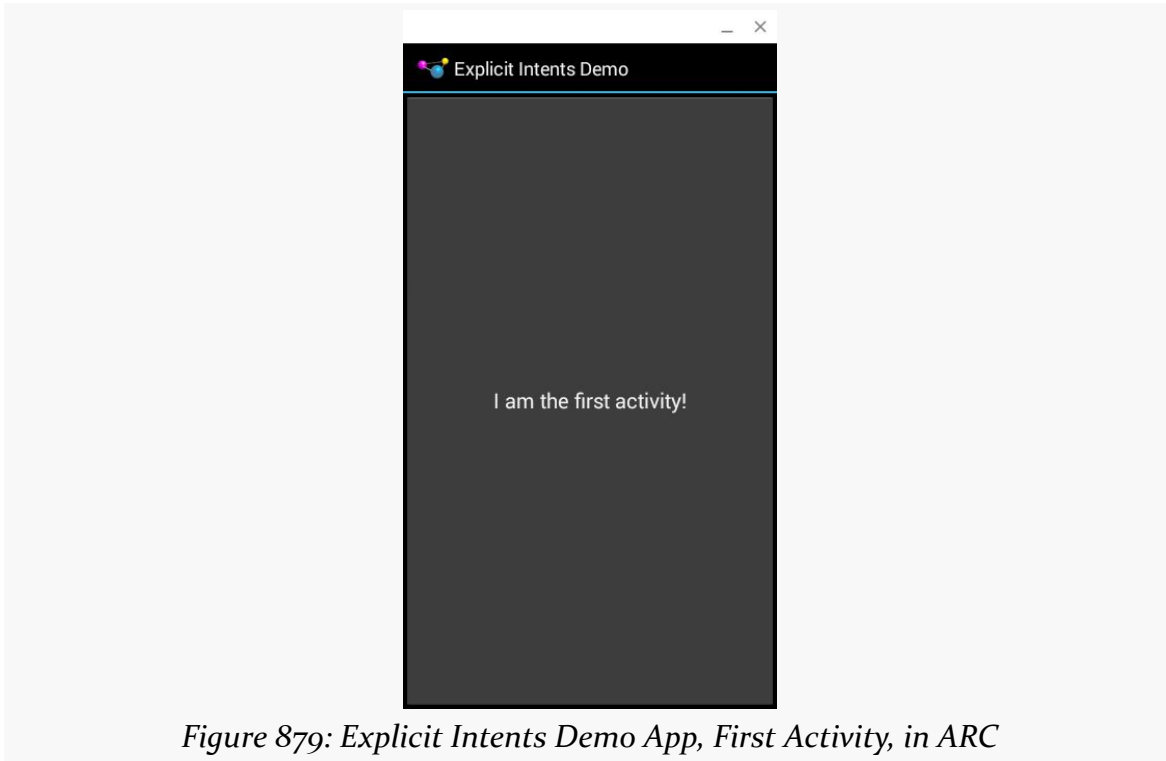 Explicit Intents Demo
I am the first activity!
Figure 879: Explicit Intents Demo App, First Activity, in ARC